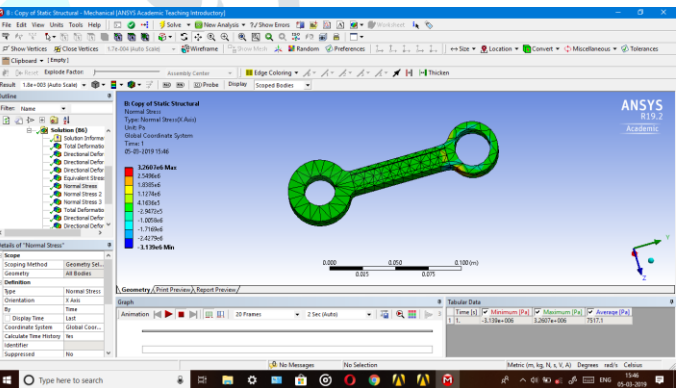 B : Copy of Static Structural - Mechanical [ANSYS Academic Teaching Introductory]
File Edit View Units Tools Help Solve New Analysis Show Errors Worksheet
Show Vertices Close Vertices 1.7e-004 (Auto Scale) Wireframe Show Mesh Random Preferences Size Location Convert Miscellaneous Tolerances
Clipboard [Empty]
Reset Explode Factor: Assembly Center Edge Coloring Thicken
Result 1.8e+003 (Auto Scale) Probe Display Scoped Bodies
Outline
Filter: Name
Solution (B6)
Solution Informa
Total Deformatio
Directional Defor
Directional Defor
Directional Defor
Equivalent Stress
Normal Stress
Normal Stress 2
Normal Stress 3
Total Deformatio
Directional Defor
Directional Defor
B: Copy of Static Structural
Normal Stress
Type: Normal Stress(X Axis)
Unit: Pa
Global Coordinate System
Time: 1
05-03-2019 15:46
3.2607e6 Max
2.5496e6
1.8385e6
1.1274e6
4.1636e5
-2.9472e5
-1.0058e6
-1.7169e6
-2.4279e6
-3.139e6 Min
ANSYS
R19.2
Academic
Y
Z
0.000 0.050 0.100 (m)
0.025 0.075
Geometry Print Preview Report Preview
Details of "Normal Stress"
Scope
Scoping Method Geometry Sel...
Geometry All Bodies
Definition
Type Normal Stress
Orientation X Axis
By Time
Display Time Last
Coordinate System Global Coor...
Calculate Time History Yes
Identifier
Suppressed No
Graph
Animation 20 Frames 2 Sec (Auto)
Tabular Data
Time [s] Minimum [Pa] Maximum [Pa] Average [Pa]
1 1. -3.139e+006 3.2607e+006 7517.1
No Messages No Selection Metric (m, kg, N, s, V, A) Degrees rad/s Celsius
Type here to search
ENG 15:46
05-03-2019